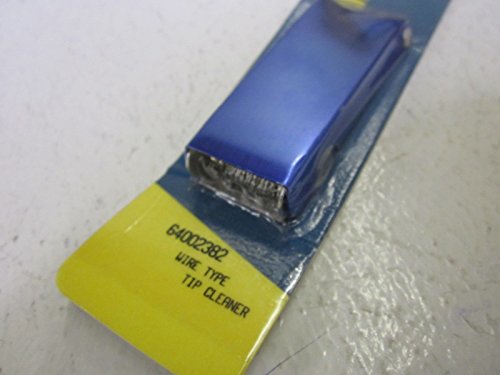 64002382
WIRE TYPE
TIP CLEANER